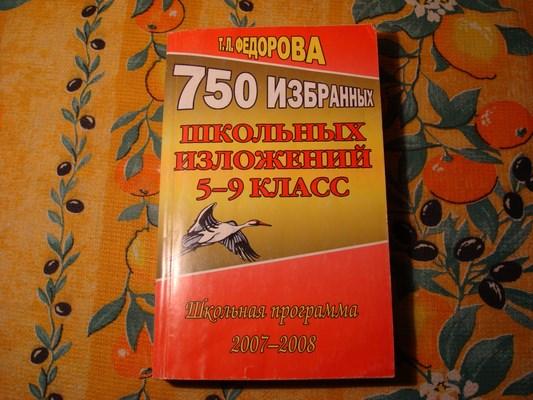 Т.Л. ФЕДОРОВА
750 ИЗБРАННЫХ
ШКОЛЬНЫХ
ИЗЛОЖЕНИЙ
5–9 КЛАСС
Школьная программа
2007–2008